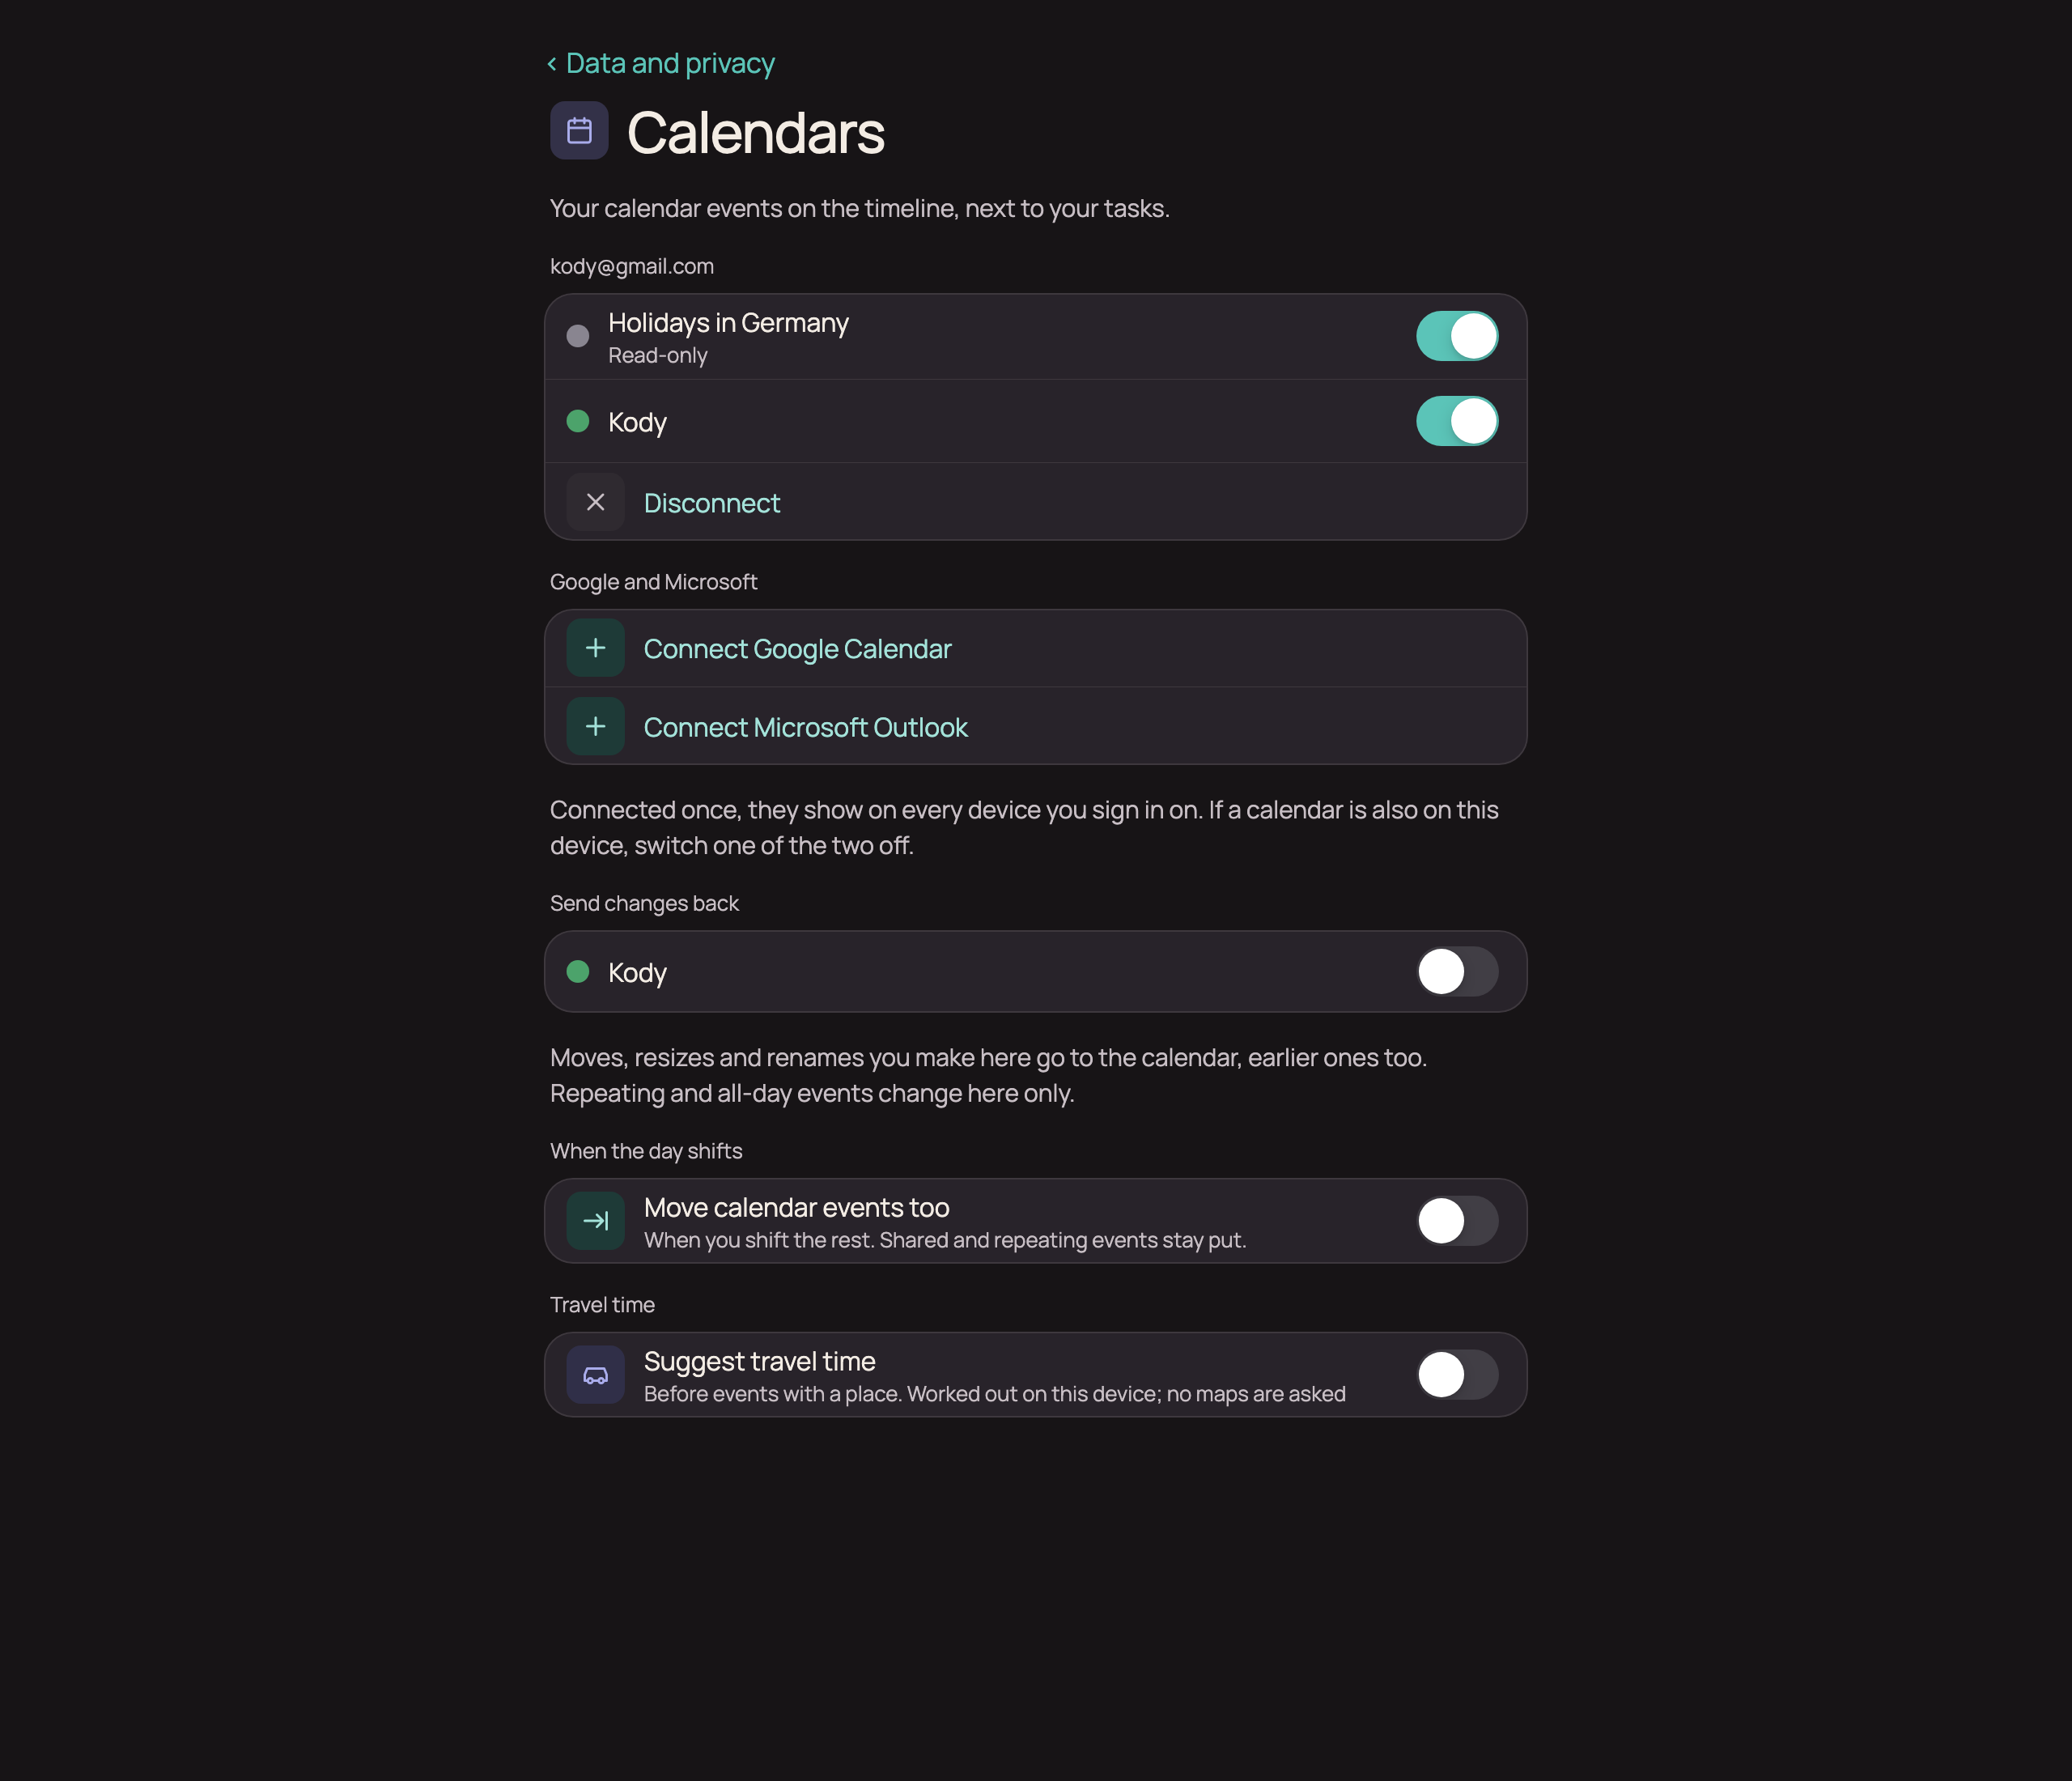 ‹ Data and privacy
Calendars
Your calendar events on the timeline, next to your tasks.
kody@gmail.com
Holidays in Germany
Read-only
Kody
Disconnect
Google and Microsoft
Connect Google Calendar
Connect Microsoft Outlook
Connected once, they show on every device you sign in on. If a calendar is also on this
device, switch one of the two off.
Send changes back
Kody
Moves, resizes and renames you make here go to the calendar, earlier ones too.
Repeating and all-day events change here only.
When the day shifts
Move calendar events too
When you shift the rest. Shared and repeating events stay put.
Travel time
Suggest travel time
Before events with a place. Worked out on this device; no maps are asked